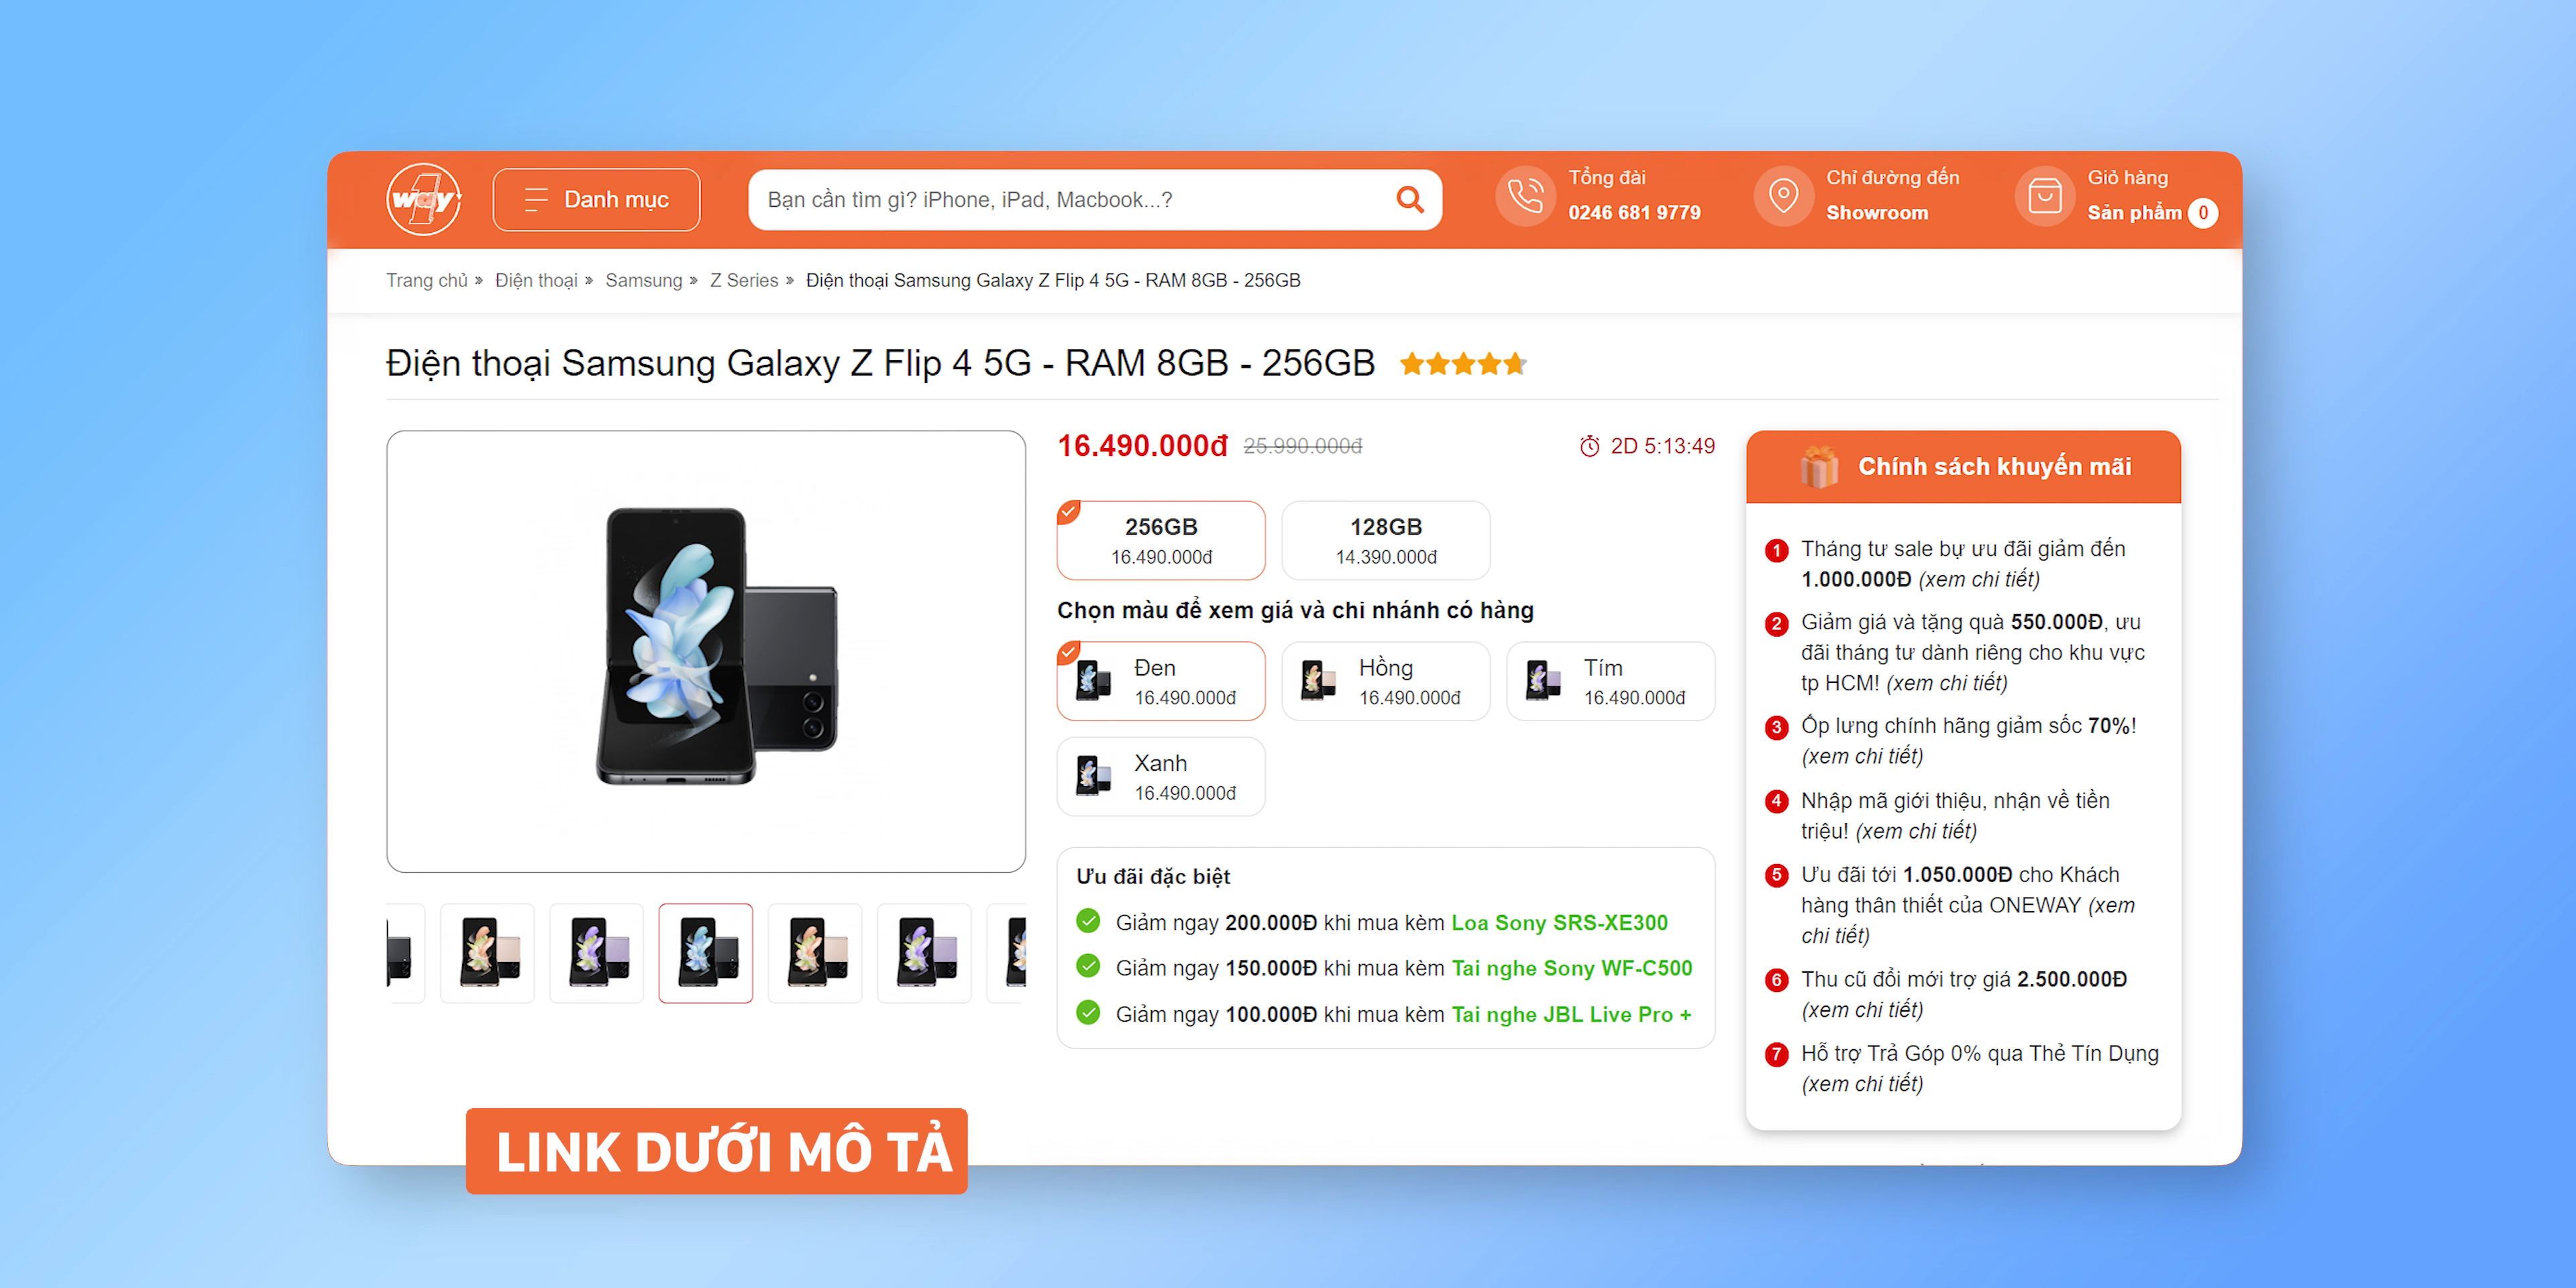 1 way
Danh mục
Bạn cần tìm gì? iPhone, iPad, Macbook...?
Tổng đài
0246 681 9779
Chỉ đường đến
Showroom
Giỏ hàng
Sản phẩm 0
Trang chủ » Điện thoại » Samsung » Z Series » Điện thoại Samsung Galaxy Z Flip 4 5G - RAM 8GB - 256GB
Điện thoại Samsung Galaxy Z Flip 4 5G - RAM 8GB - 256GB
16.490.000đ 25.990.000đ
2D 5:13:49
256GB
16.490.000đ
128GB
14.390.000đ
Chọn màu để xem giá và chi nhánh có hàng
Đen
16.490.000đ
Hồng
16.490.000đ
Tím
16.490.000đ
Xanh
16.490.000đ
Ưu đãi đặc biệt
Giảm ngay 200.000Đ khi mua kèm Loa Sony SRS-XE300
Giảm ngay 150.000Đ khi mua kèm Tai nghe Sony WF-C500
Giảm ngay 100.000Đ khi mua kèm Tai nghe JBL Live Pro +
Chính sách khuyến mãi
1 Tháng tư sale bự ưu đãi giảm đến
1.000.000Đ (xem chi tiết)
2 Giảm giá và tặng quà 550.000Đ, ưu
đãi tháng tư dành riêng cho khu vực
tp HCM! (xem chi tiết)
3 Ốp lưng chính hãng giảm sốc 70%!
(xem chi tiết)
4 Nhập mã giới thiệu, nhận về tiền
triệu! (xem chi tiết)
5 Ưu đãi tới 1.050.000Đ cho Khách
hàng thân thiết của ONEWAY (xem
chi tiết)
6 Thu cũ đổi mới trợ giá 2.500.000Đ
(xem chi tiết)
7 Hỗ trợ Trả Góp 0% qua Thẻ Tín Dụng
(xem chi tiết)
LINK DƯỚI MÔ TẢ